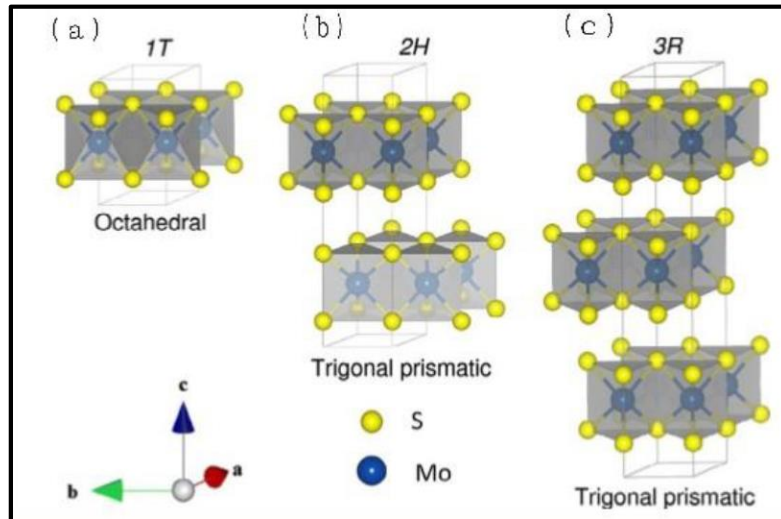 (a)
1T
Octahedral
(b)
2H
Trigonal prismatic
(c)
3R
Trigonal prismatic
c
b
a
S
Mo